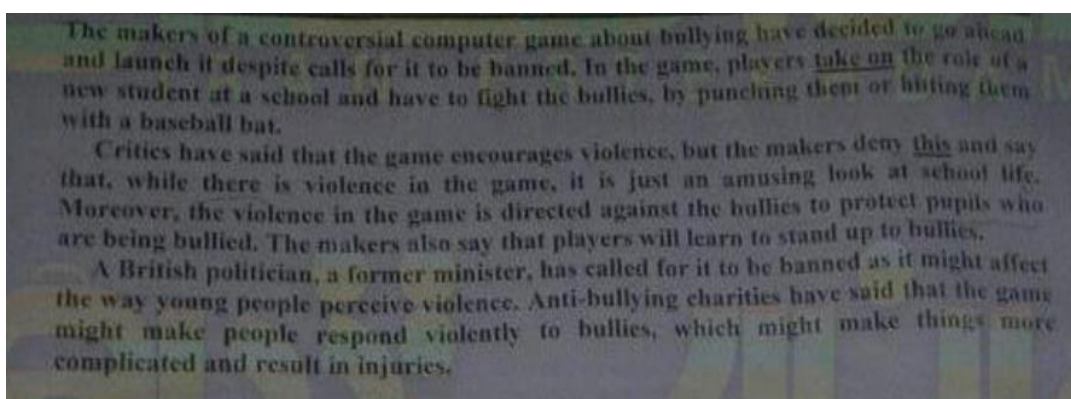 The makers of a controversial computer game about bullying have decided to go ahead
and launch it despite calls for it to be banned. In the game, players take on the role of a
new student at a school and have to fight the bullies, by punching them or hitting them
with a baseball bat.
Critics have said that the game encourages violence, but the makers deny this and say
that, while there is violence in the game, it is just an amusing look at school life.
Moreover, the violence in the game is directed against the bullies to protect pupils who
are being bullied. The makers also say that players will learn to stand up to bullies.
A British politician, a former minister, has called for it to be banned as it might affect
the way young people perceive violence. Anti-bullying charities have said that the game
might make people respond violently to bullies, which might make things more
complicated and result in injuries.